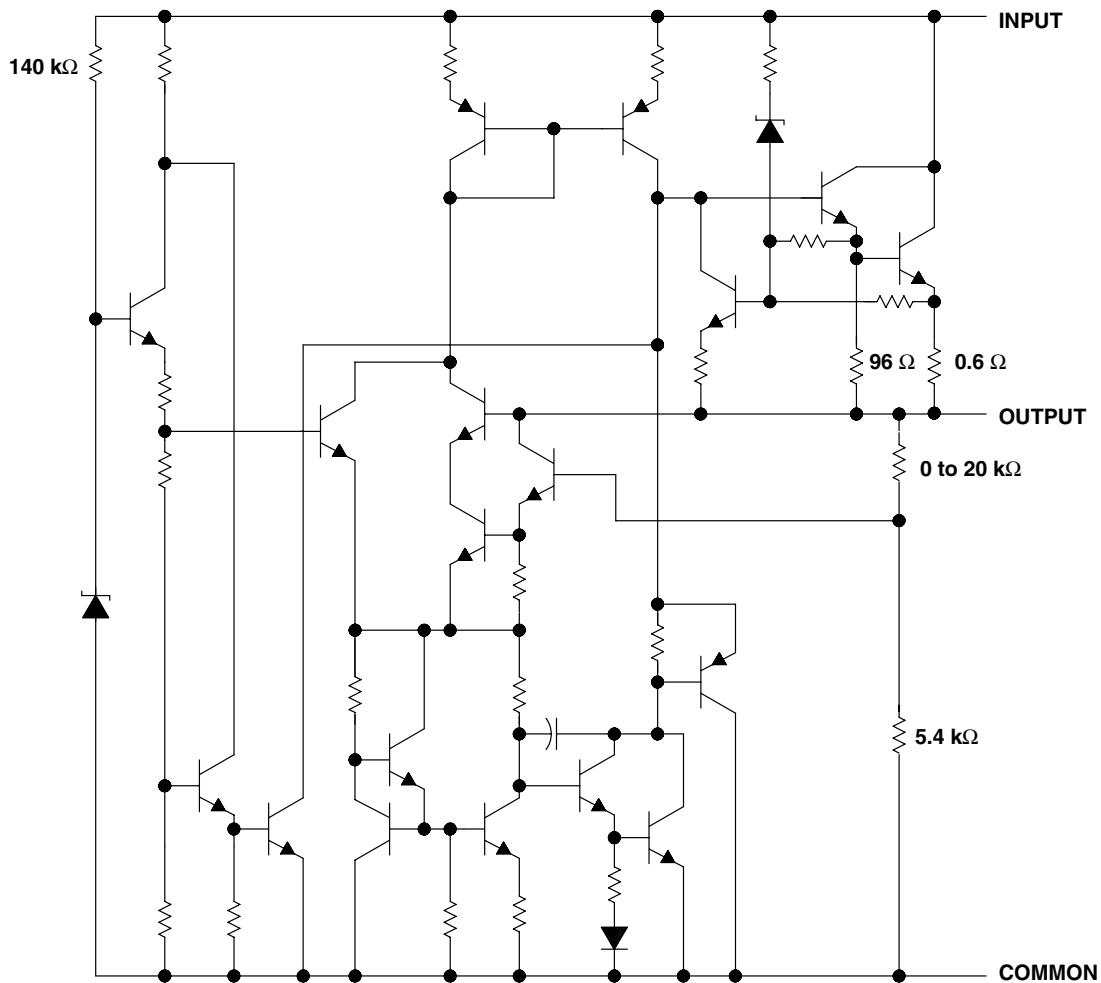 INPUT
140 kΩ
96 Ω
0.6 Ω
OUTPUT
0 to 20 kΩ
5.4 kΩ
COMMON